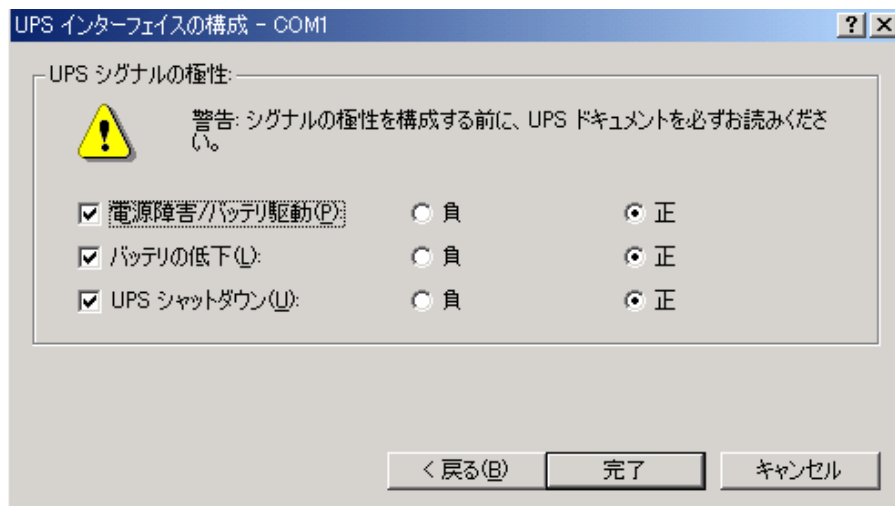 UPS インターフェイスの構成 - COM1
UPS シグナルの極性:
警告: シグナルの極性を構成する前に、UPS ドキュメントを必ずお読みくださ
い。
電源障害/バッテリ駆動(P): 負 正
バッテリの低下(L): 負 正
UPS シャットダウン(U): 負 正
< 戻る(B) 完了 キャンセル